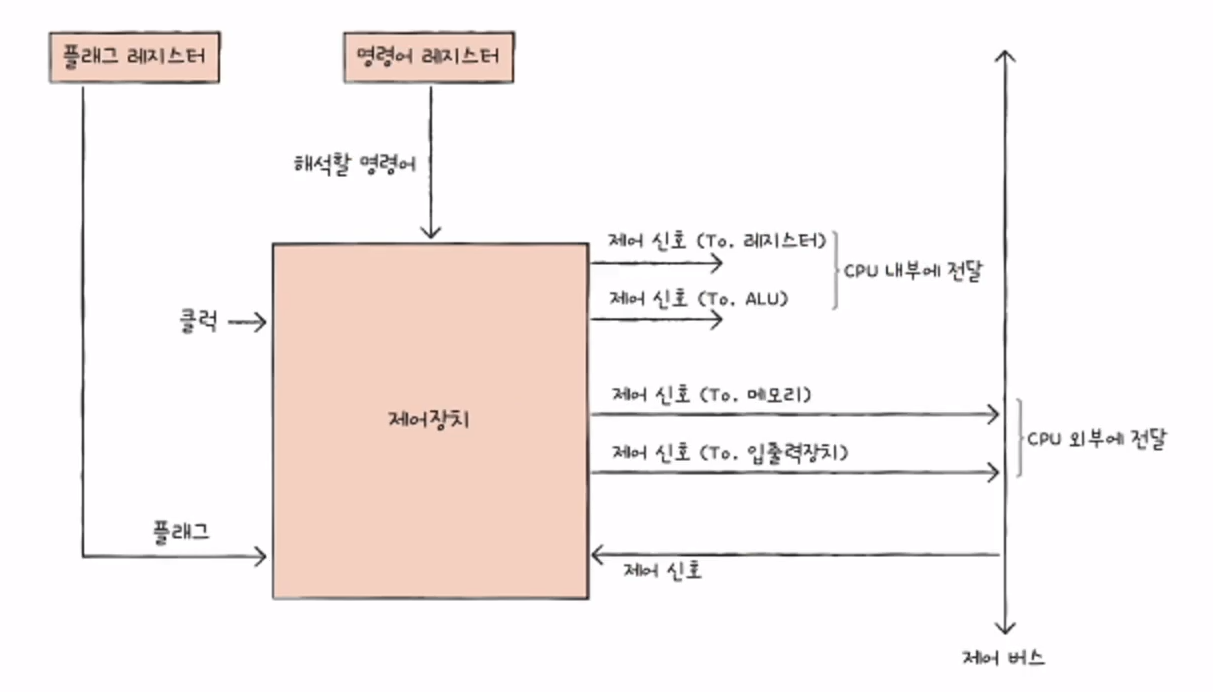 플래그 레지스터
명령어 레지스터
해석할 명령어
제어 신호 (To. 레지스터)
CPU 내부에 전달
제어 신호 (To. ALU)
클럭
제어 신호 (To. 메모리)
제어장치
CPU 외부에 전달
제어 신호 (To. 입출력장치)
플래그
제어 신호
제어 버스